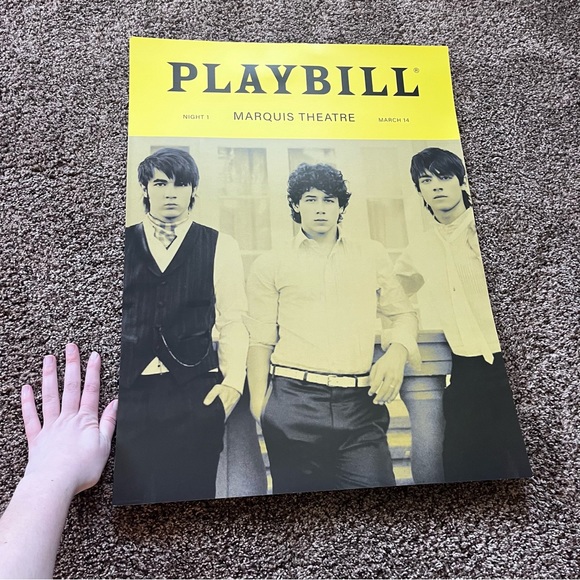 PLAYBILL®
NIGHT 1 MARQUIS THEATRE MARCH 14